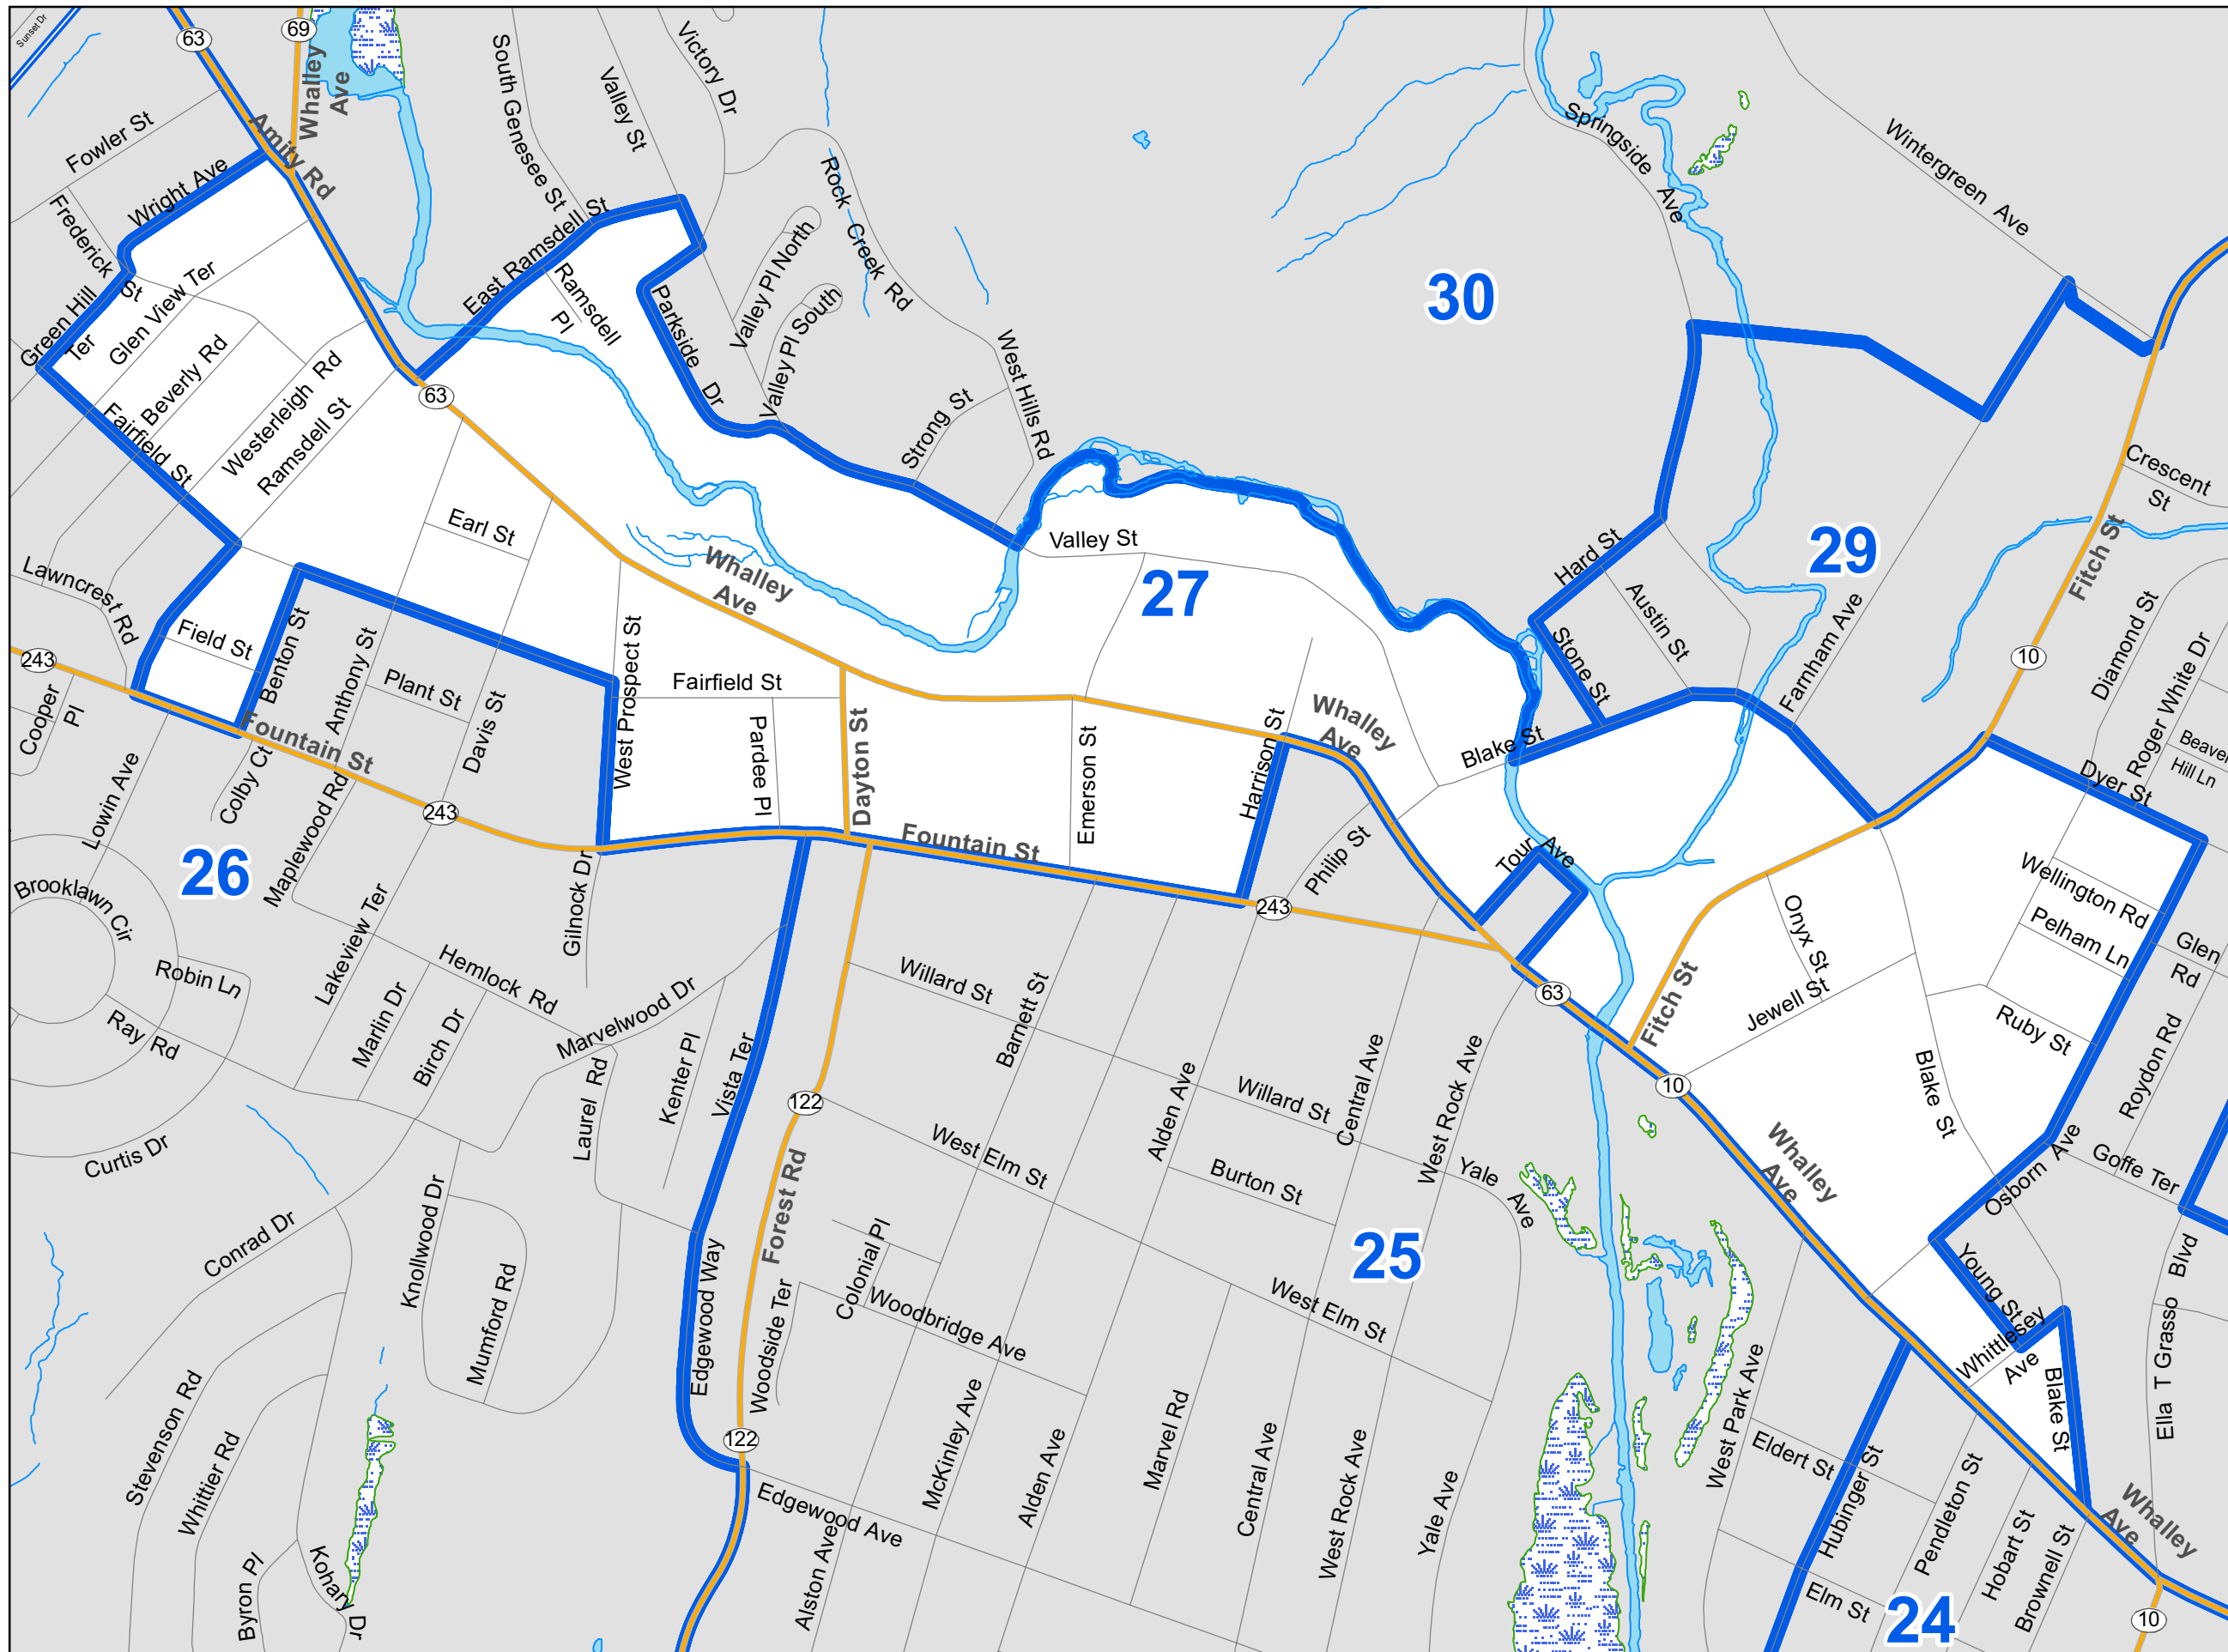 Sunset Dr
63
69
Whalley
Ave
Amity Rd
Fowler St
Wright Ave
Frederick
St
Green Hill
Ter
Glen View Ter
Beverly Rd
Fairfield St
Westerleigh Rd
Ramsdell St
South Genesee St
Valley St
Victory Dr
East Ramsdell St
Ramsdell
Pl
Parkside
Dr
Valley Pl North
Valley Pl South
Rock Creek Rd
West Hills Rd
Strong St
63
30
Springside
Ave
Wintergreen Ave
Crescent
St
Fitch St
29
Hard St
Austin St
Stone St
Farnham Ave
10
Diamond St
Roger White Dr
Beaver
Hill Ln
Dyer St
Earl St
Whalley
Ave
Valley St
27
Lawncrest Rd
Field St
Benton St
243
Cooper
Pl
Anthony St
Plant St
Davis St
West Prospect St
Fairfield St
Pardee Pl
Dayton St
Emerson St
Harrison St
Whalley
Ave
Blake St
Fountain St
Colby Ct
Lowin Ave
Maplewood Rd
243
26
Fountain St
Philip St
Tour Ave
243
Brooklawn Cir
Robin Ln
Ray Rd
Lakeview Ter
Gilnock Dr
Hemlock Rd
Marlin Dr
Birch Dr
Marvelwood Dr
Kenter Pl
Vista Ter
Laurel Rd
Curtis Dr
Conrad Dr
Knollwood Dr
Mumford Rd
Stevenson Rd
Whittier Rd
Byron Pl
Kohary Dr
Edgewood Way
Forest Rd
122
122
Willard St
Barnett St
Willard St
Alden Ave
Central Ave
West Rock Ave
West Elm St
Burton St
Yale
Ave
25
Colonial Pl
Woodside Ter
Woodbridge Ave
West Elm St
McKinley Ave
Alden Ave
Marvel Rd
Central Ave
West Rock Ave
Yale Ave
Edgewood Ave
Alston Ave
63
Fitch St
10
Onyx St
Jewell St
Wellington Rd
Pelham Ln
Glen
Rd
Ruby St
Roydon Rd
Blake St
Osborn Ave
Goffe Ter
Whalley
Ave
Young St
Whittlesey
Ave
Blake St
Ella T Grasso Blvd
West Park Ave
Eldert St
Hubinger St
Elm St
Pendleton St
Hobart St
Brownell St
Whalley
Ave
24
10